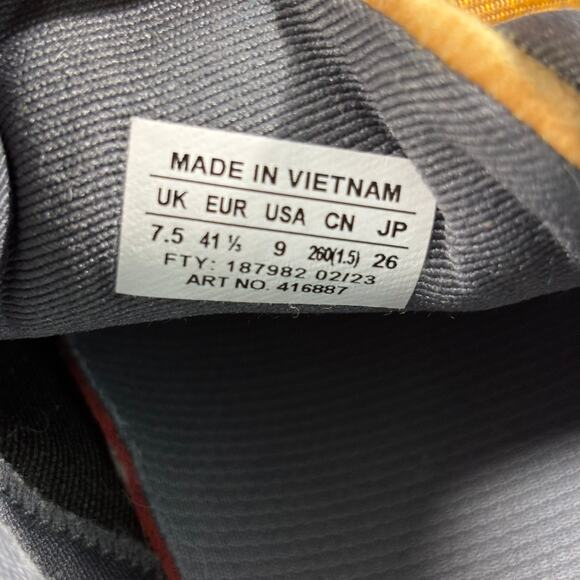 MADE IN VIETNAM
UK EUR USA CN JP
7.5 41 ⅓ 9 260(1.5) 26
FTY: 187982 02/23
ART NO. 416887